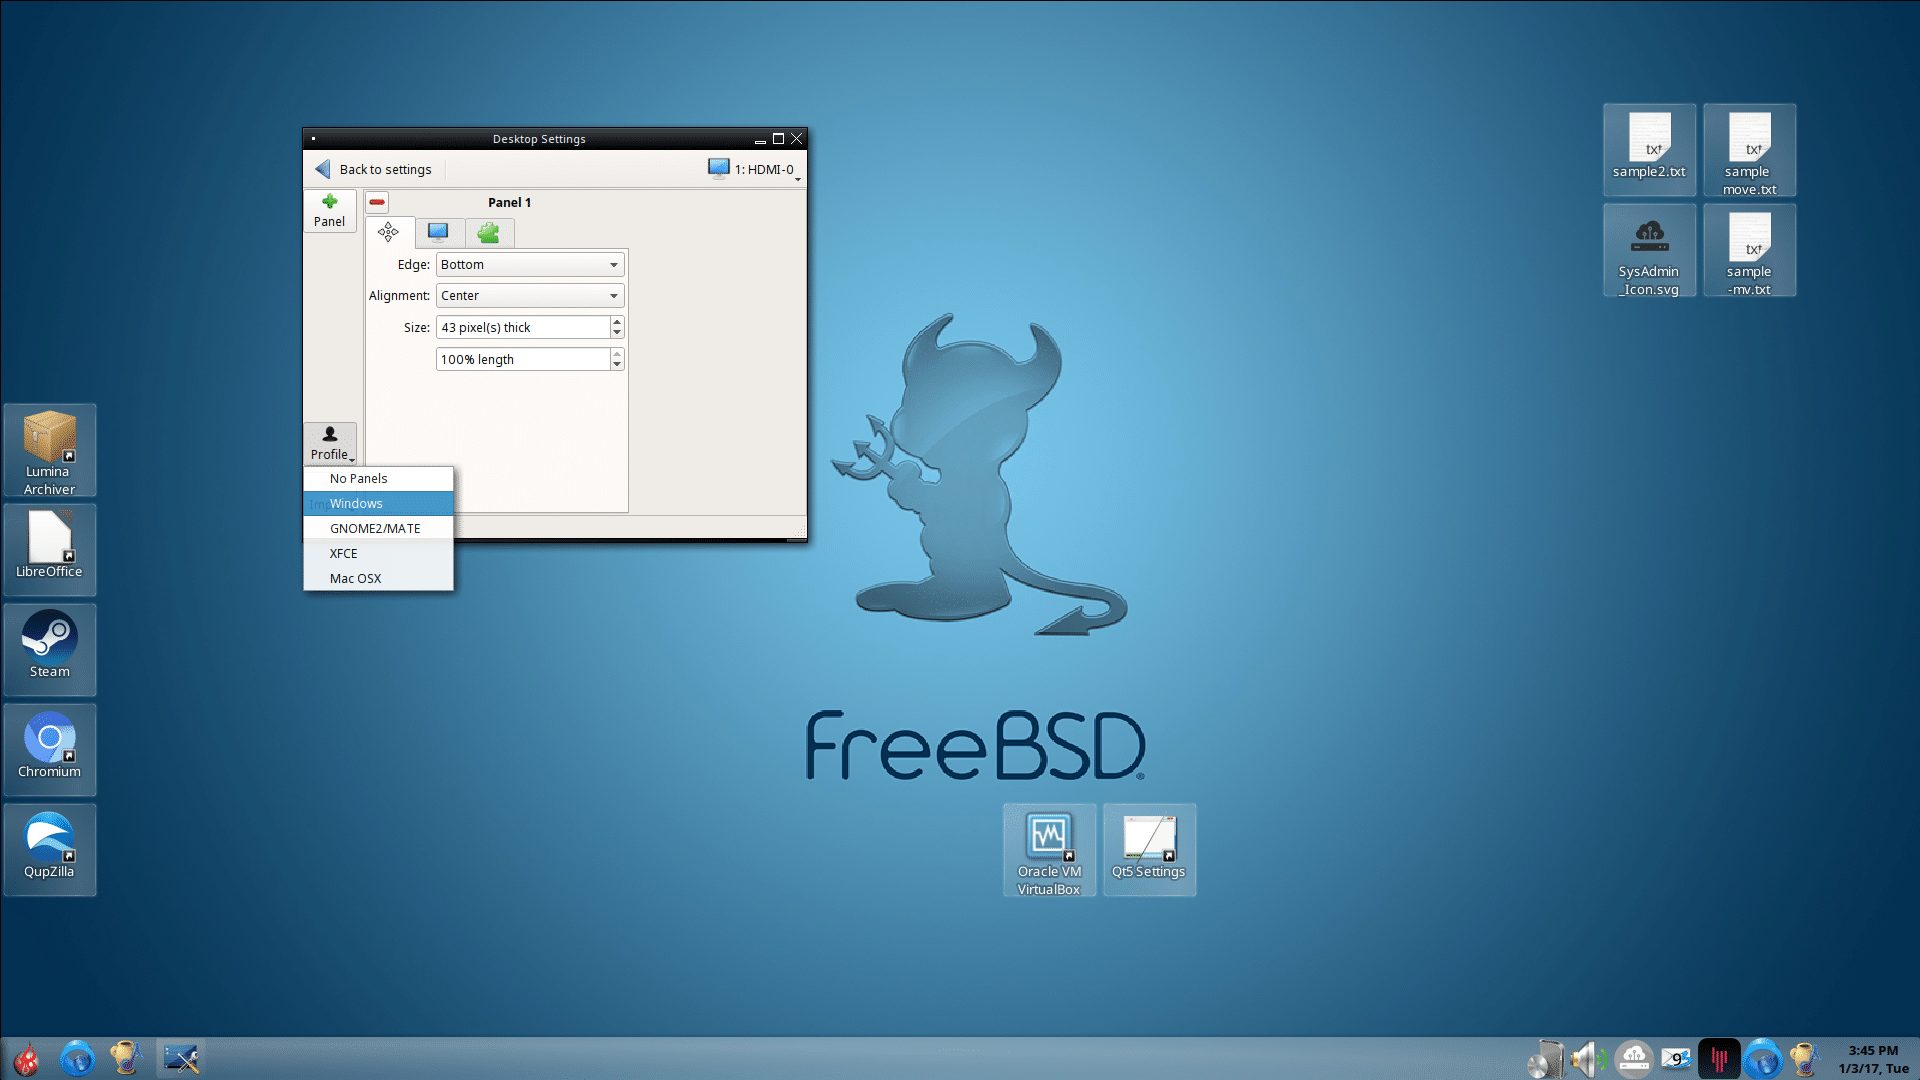 Desktop Settings
Back to settings
1: HDMI-0
Panel
Panel 1
Edge: Bottom
Alignment: Center
Size: 43 pixel(s) thick
100% length
Profile
No Panels
Windows
GNOME2/MATE
XFCE
Mac OSX
txt
sample2.txt
txt
sample
move.txt
SysAdmin
_Icon.svg
txt
sample
-mv.txt
Lumina
Archiver
LibreOffice
Steam
Chromium
QupZilla
FreeBSD®
Oracle VM
VirtualBox
Qt5 Settings
9
3:45 PM
1/3/17, Tue